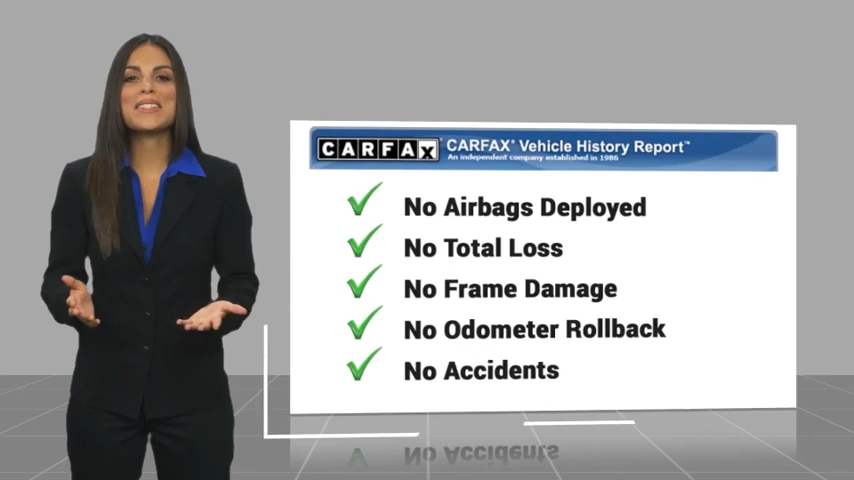 CARFAX
CARFAX® Vehicle History Report™
An independent company established in 1986
No Airbags Deployed
No Total Loss
No Frame Damage
No Odometer Rollback
No Accidents
No Accidents